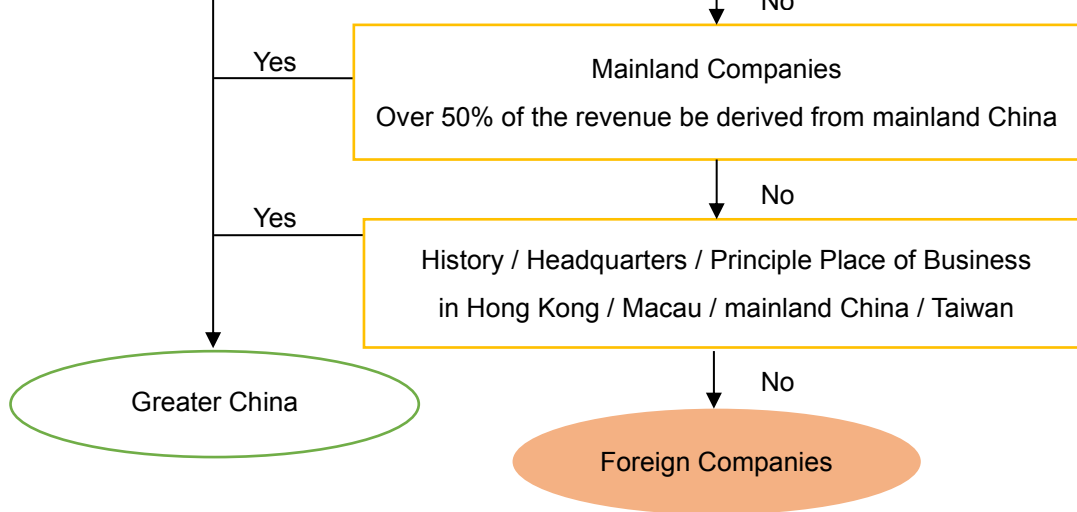 No
Yes
Mainland Companies
Over 50% of the revenue be derived from mainland China
No
Yes
History / Headquarters / Principle Place of Business
in Hong Kong / Macau / mainland China / Taiwan
Greater China
No
Foreign Companies